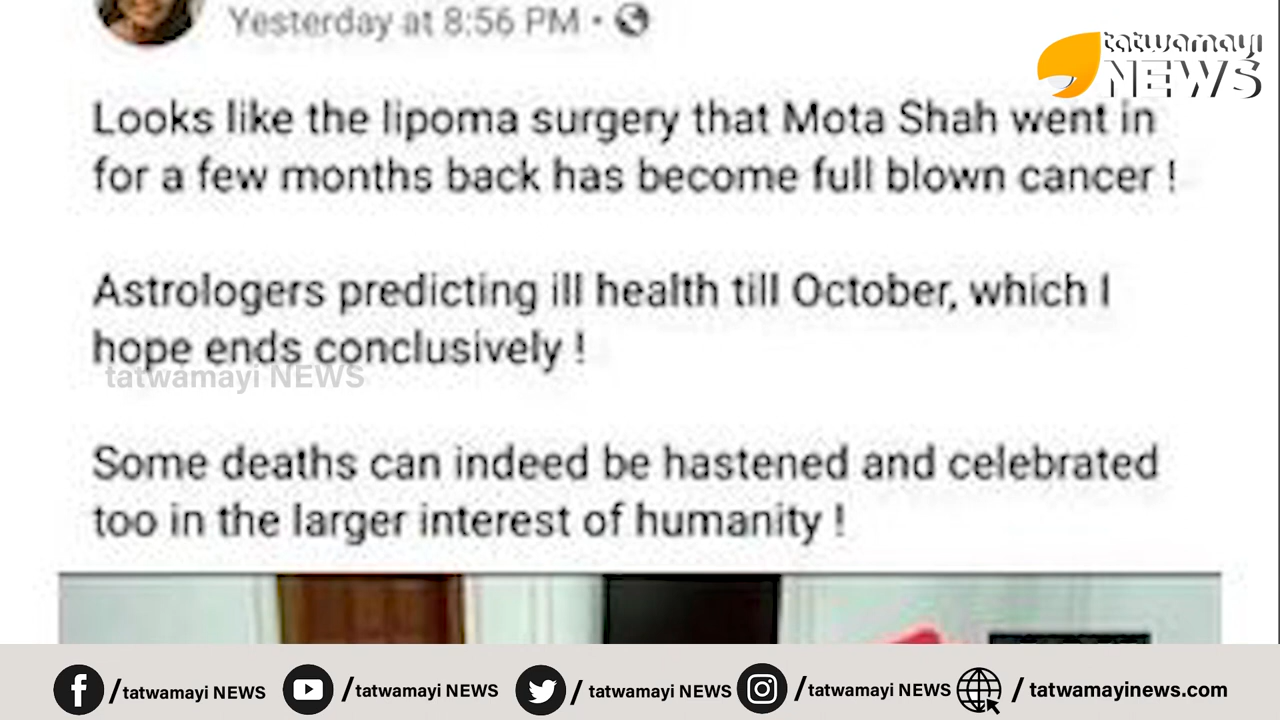 Yesterday at 8:56 PM •
tatwamayi
NEWS
Looks like the lipoma surgery that Mota Shah went in
for a few months back has become full blown cancer !
Astrologers predicting ill health till October, which I
hope ends conclusively !
tatwamayi NEWS
Some deaths can indeed be hastened and celebrated
too in the larger interest of humanity !
/tatwamayi NEWS /tatwamayi NEWS / tatwamayi NEWS /tatwamayi NEWS / tatwamayinews.com